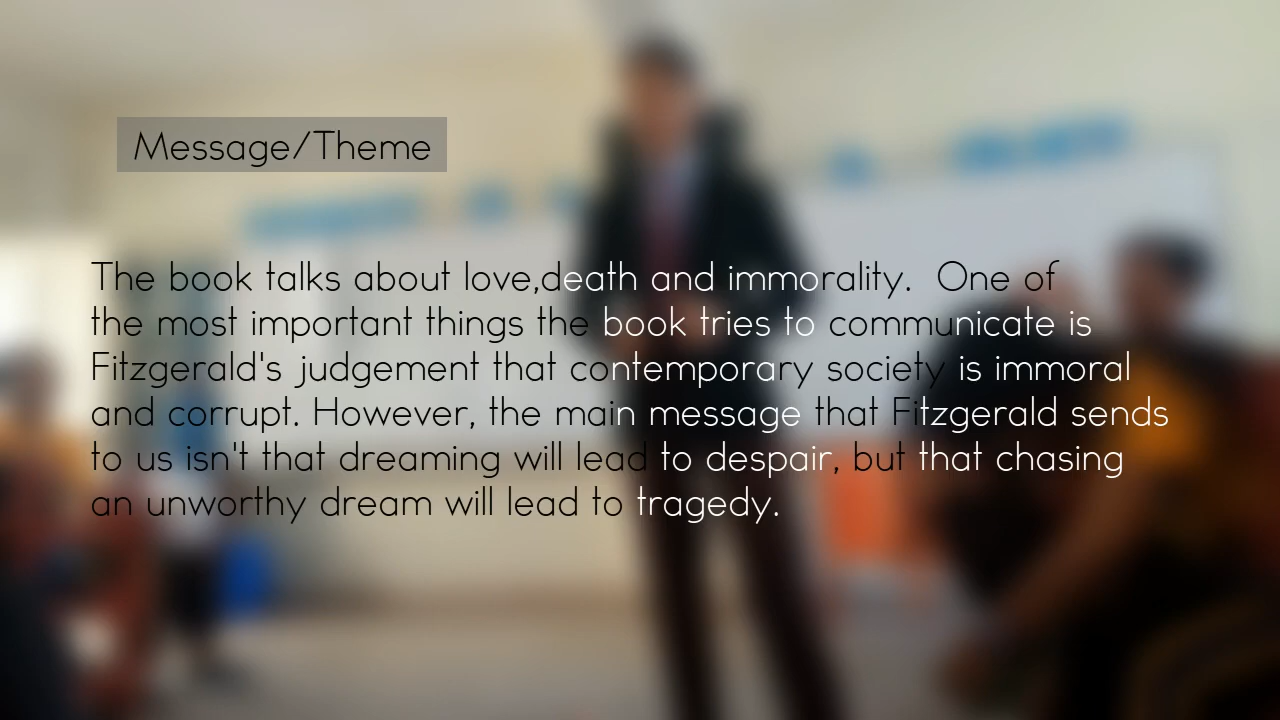 Message/Theme
The book talks about love,death and immorality.  One of
the most important things the book tries to communicate is
Fitzgerald's judgement that contemporary society is immoral
and corrupt. However, the main message that Fitzgerald sends
to us isn't that dreaming will lead to despair, but that chasing
an unworthy dream will lead to tragedy.